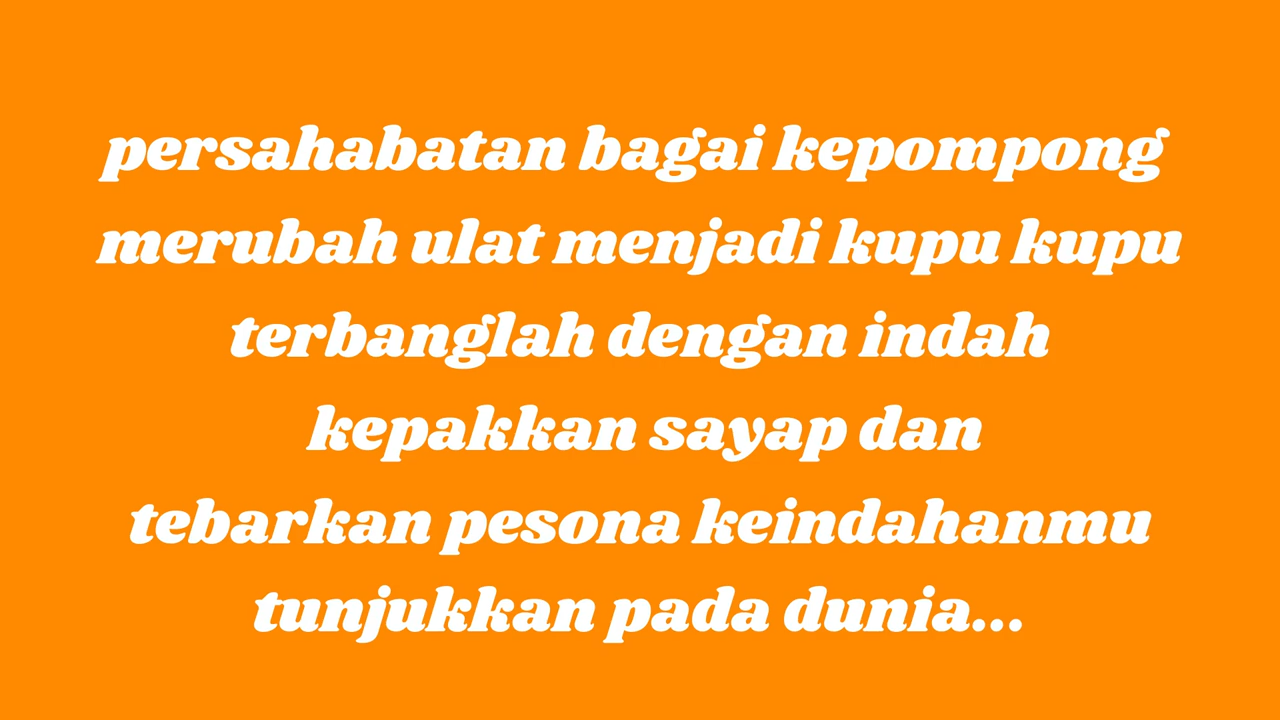 persahabatan bagai kepompong
merubah ulat menjadi kupu kupu
terbanglah dengan indah
kepakkan sayap dan
tebarkan pesona keindahanmu
tunjukkan pada dunia...